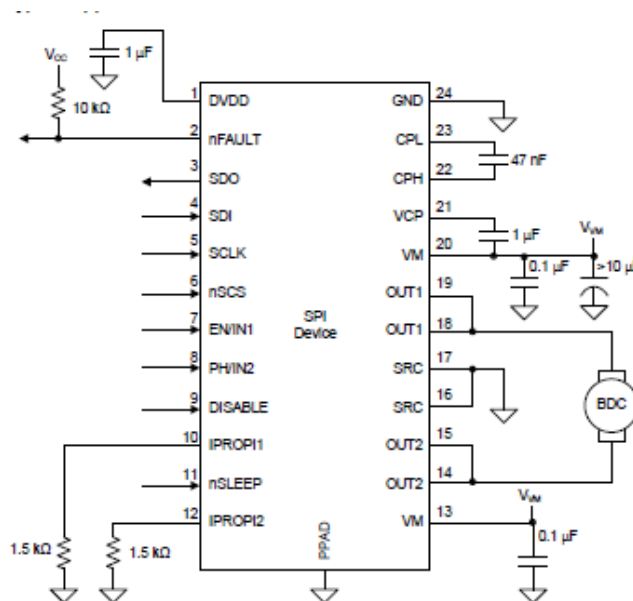 1 µF
VCC
10 kΩ
1 DVDD
2 nFAULT
3 SDO
4 SDI
5 SCLK
6 nSCS
7 EN/IN1
8 PH/IN2
9 DISABLE
10 IPROPI1
11 nSLEEP
12 IPROPI2
1.5 kΩ
1.5 kΩ
SPI
Device
PPAD
GND 24
CPL 23
47 nF
CPH 22
VCP 21
1 µF
VM 20
VVM
0.1 µF
>10 µF
OUT1 19
OUT1 18
SRC 17
SRC 16
BDC
OUT2 15
OUT2 14
VM 13
VVM
0.1 µF